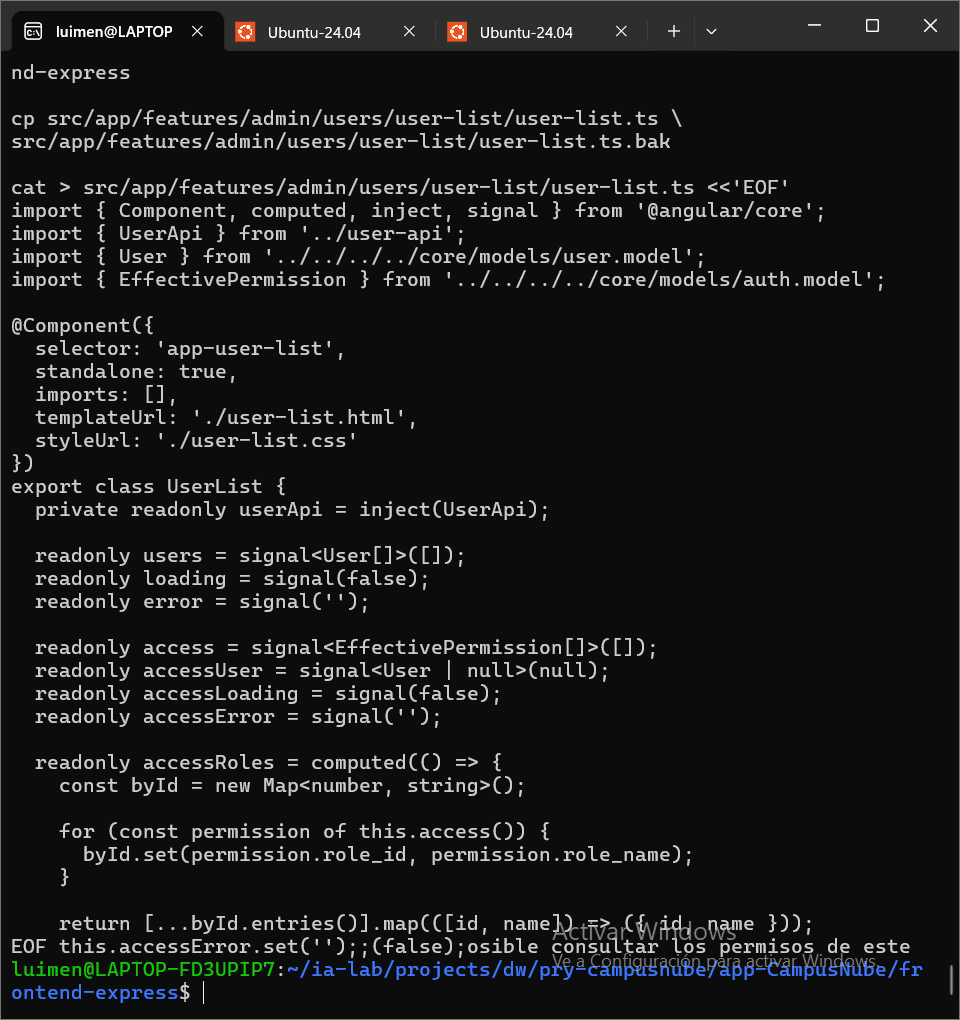 luimen@LAPTOP
Ubuntu-24.04
Ubuntu-24.04
nd-express
cp src/app/features/admin/users/user-list/user-list.ts \
src/app/features/admin/users/user-list/user-list.ts.bak
cat > src/app/features/admin/users/user-list/user-list.ts <<'EOF'
import { Component, computed, inject, signal } from '@angular/core';
import { UserApi } from '../user-api';
import { User } from '../../../../core/models/user.model';
import { EffectivePermission } from '../../../../core/models/auth.model';
@Component({
  selector: 'app-user-list',
  standalone: true,
  imports: [],
  templateUrl: './user-list.html',
  styleUrl: './user-list.css'
})
export class UserList {
  private readonly userApi = inject(UserApi);
  readonly users = signal<User[]>([]);
  readonly loading = signal(false);
  readonly error = signal('');
  readonly access = signal<EffectivePermission[]>([]);
  readonly accessUser = signal<User | null>(null);
  readonly accessLoading = signal(false);
  readonly accessError = signal('');
  readonly accessRoles = computed(() => {
    const byId = new Map<number, string>();
    for (const permission of this.access()) {
      byId.set(permission.role_id, permission.role_name);
    }
    return [...byId.entries()].map(([id, name]) => ({ id, name }));
EOF this.accessError.set('');;(false);osible consultar los permisos de este
luimen@LAPTOP-FD3UPIP7:~/ia-lab/projects/dw/pry-campusnube/app-CampusNube/fr
ontend-express$
Activar Windows
Ve a Configuración para activar Windows.